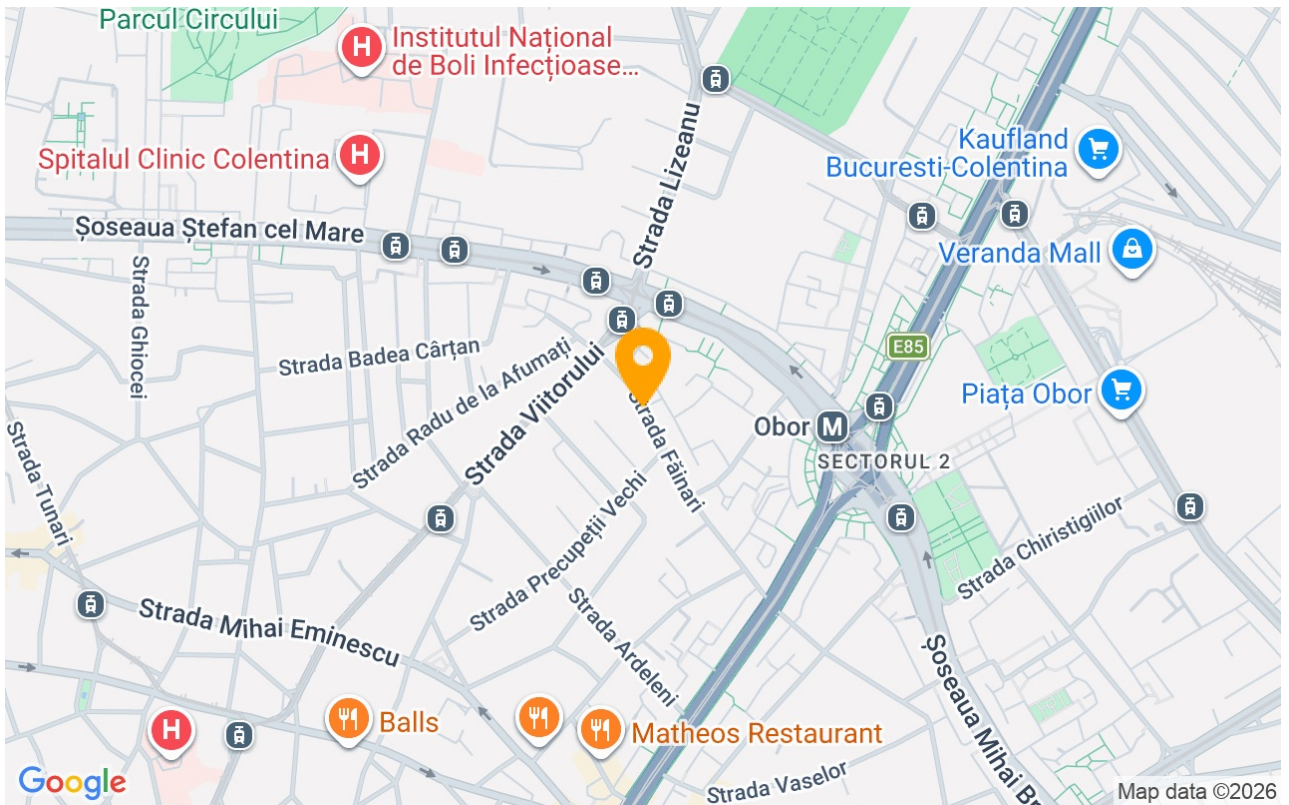 Parcul Circului
Institutul Național
de Boli Infecțioase…
Spitalul Clinic Colentina
Strada Lizeanu
Kaufland
Bucuresti-Colentina
Șoseaua Ștefan cel Mare
Veranda Mall
Strada Ghiocei
Strada Badea Cârțan
Strada Radu de la Afumați
Strada Viitorului
E85
Piața Obor
Strada Făinari
Obor M
SECTORUL 2
Strada Tunari
Strada Precupeții Vechi
Strada Chiristigiilor
Strada Mihai Eminescu
Strada Ardeleni
Șoseaua Mihai Br
Balls
Matheos Restaurant
Strada Vaselor
Google
Map data ©2026
H
H
H